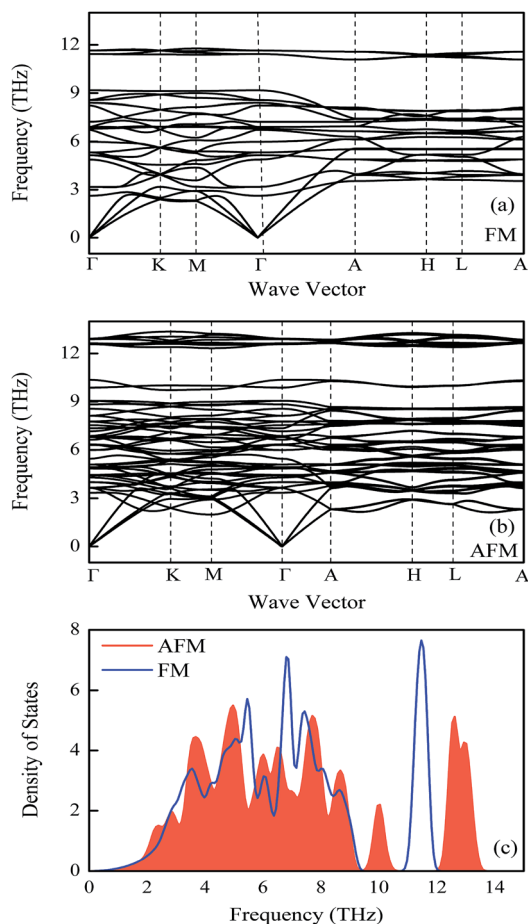 12
9
6
3
0
Frequency (THz)
(a)
FM
Γ K M Γ A H L A
Wave Vector
12
9
6
3
0
Frequency (THz)
(b)
AFM
Γ K M Γ A H L A
Wave Vector
8
6
4
2
0
Density of States
AFM
FM
(c)
0 2 4 6 8 10 12 14
Frequency (THz)